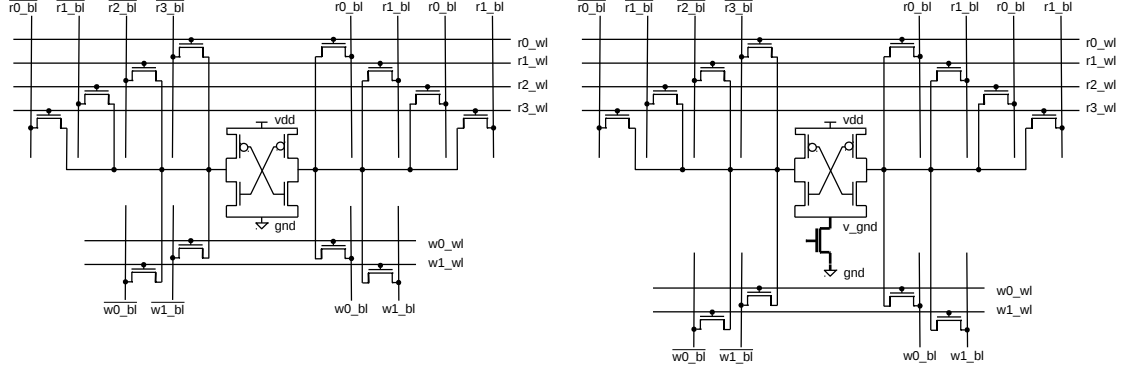 r0_bl r1_bl r2_bl r3_bl r0_bl r1_bl r0_bl r1_bl
r0_wl
r1_wl
r2_wl
r3_wl
vdd
gnd
w0_wl
w1_wl
w0_bl w1_bl w0_bl w1_bl
r0_bl r1_bl r2_bl r3_bl r0_bl r1_bl r0_bl r1_bl
r0_wl
r1_wl
r2_wl
r3_wl
vdd
v_gnd
gnd
w0_wl
w1_wl
w0_bl w1_bl w0_bl w1_bl